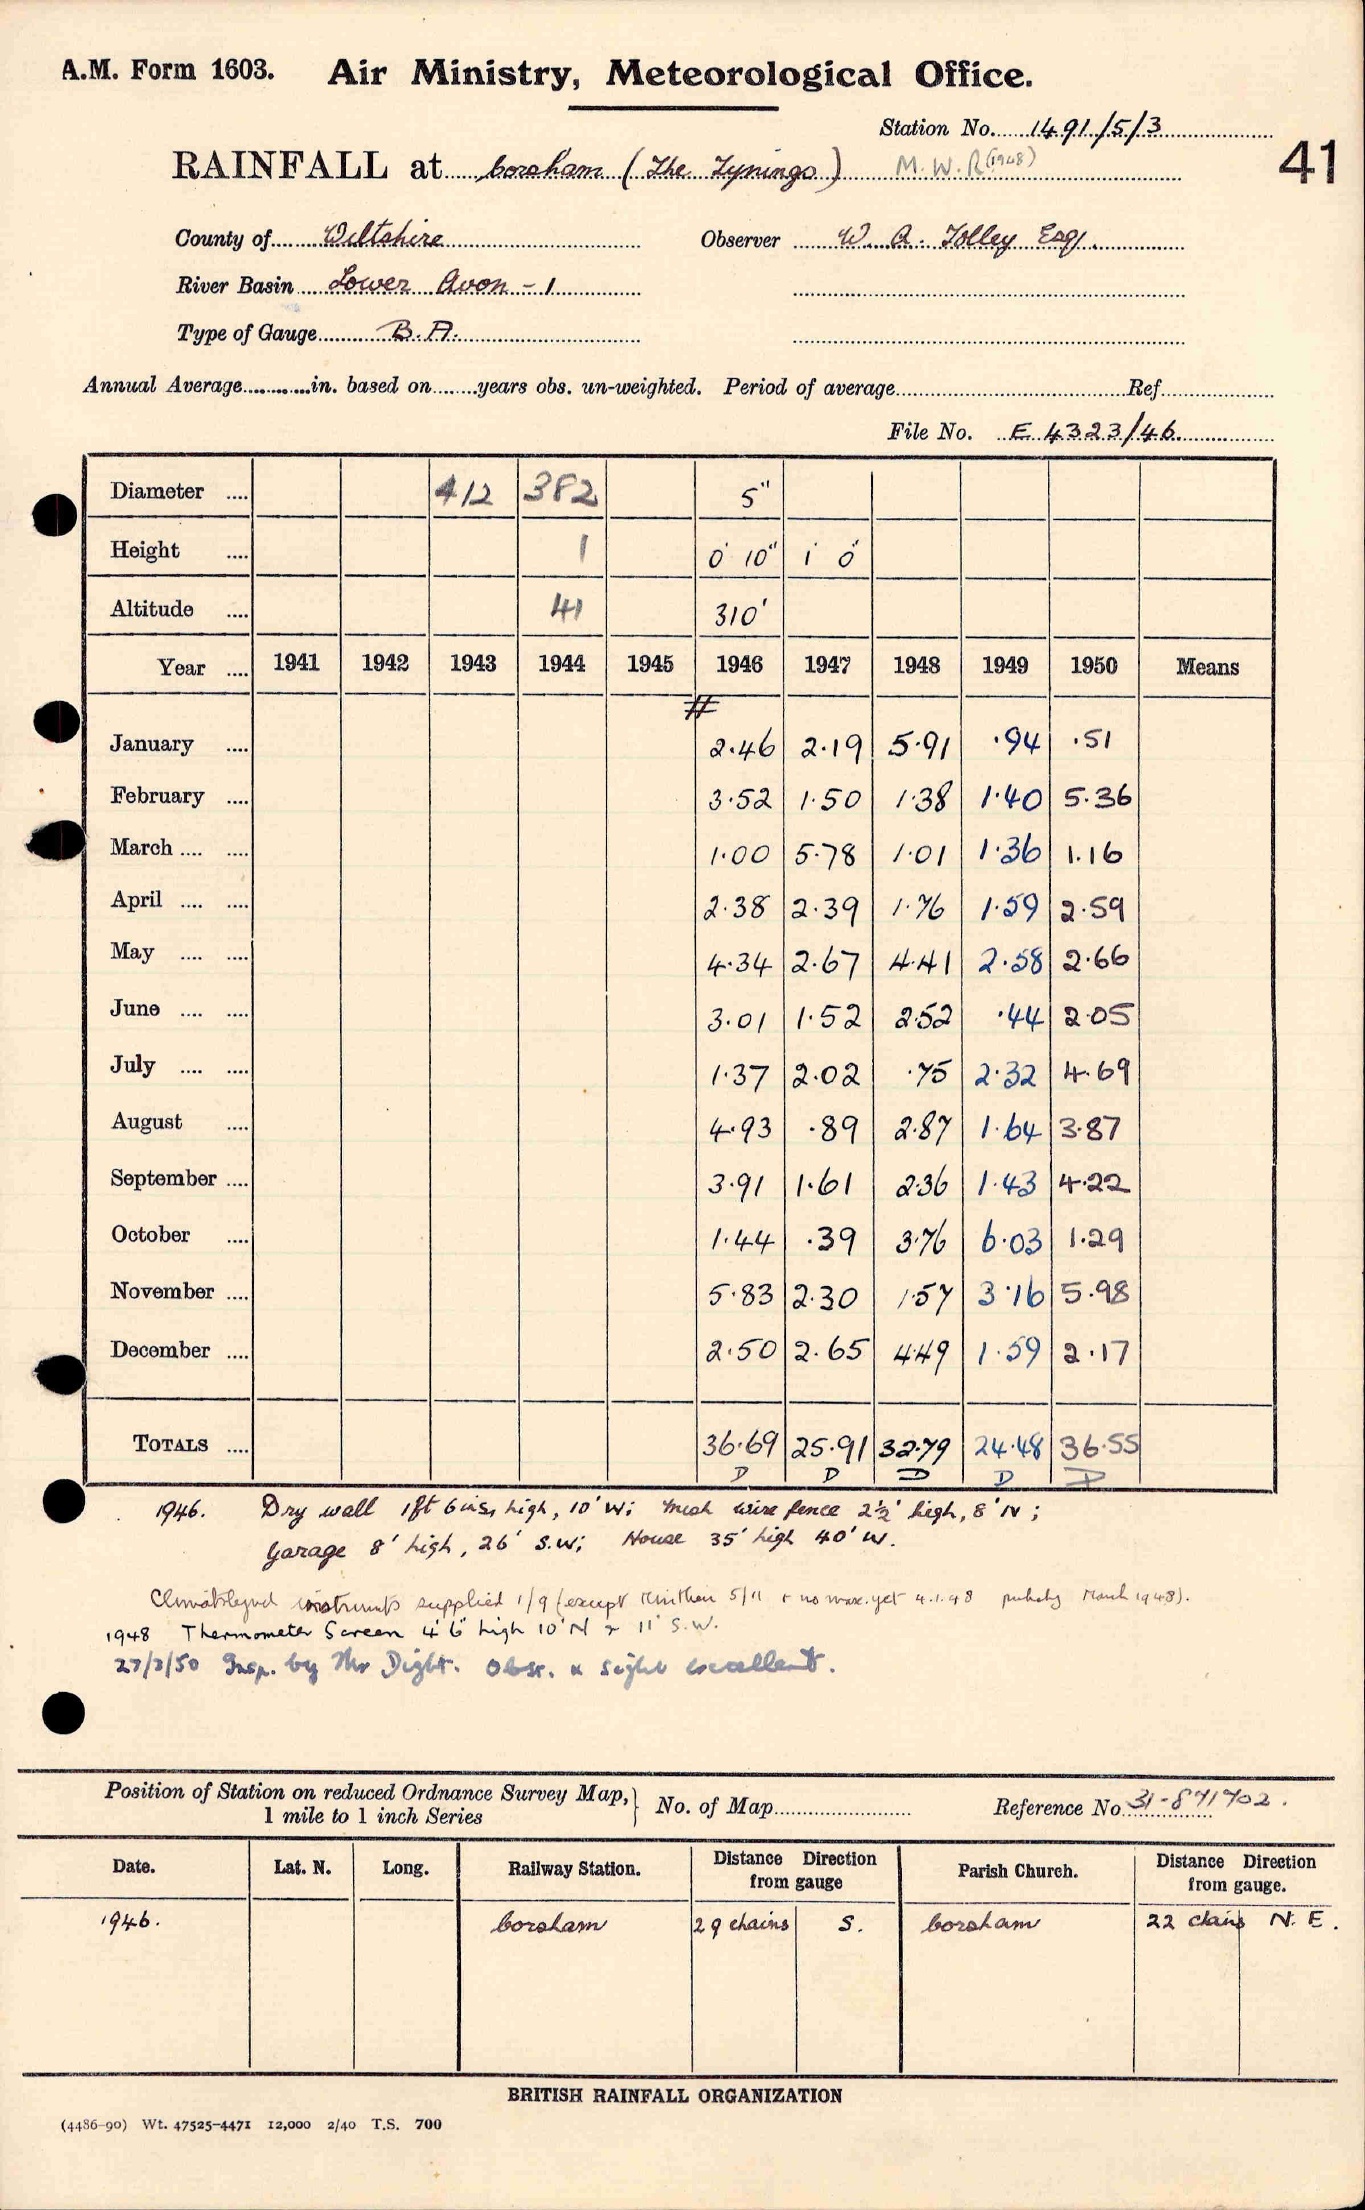 A.M. Form 1603. Air Ministry, Meteorological Office.
Station No. 1491/5/3
RAINFALL at Corsham (The Tynings) M.W.R (1948) 41
County of Wiltshire Observer W. A. Tolley Esq.
River Basin Lower Avon - 1
Type of Gauge B.A.
Annual Average in. based on years obs. un-weighted. Period of average Ref
File No. E 4323/46
Diameter 412 382 5"
Height 1 0' 10" 1' 0"
Altitude 41 310'
Year 1941 1942 1943 1944 1945 1946 1947 1948 1949 1950 Means
#
January 2.46 2.19 5.91 .94 .51
February 3.52 1.50 1.38 1.40 5.36
March 1.00 5.78 1.01 1.36 1.16
April 2.38 2.39 1.76 1.59 2.59
May 4.34 2.67 4.41 2.58 2.66
June 3.01 1.52 2.52 .44 2.05
July 1.37 2.02 .75 2.32 4.69
August 4.93 .89 2.87 1.64 3.87
September 3.91 1.61 2.36 1.43 4.22
October 1.44 .39 3.76 6.03 1.29
November 5.83 2.30 1.57 3.16 5.98
December 2.50 2.65 4.49 1.59 2.17
TOTALS 36.69 25.91 32.79 24.48 36.55
D D D D D
1946. Dry wall 1ft 6 ins, high, 10' W; Mesh wire fence 2½' high, 8' N;
Garage 8' high, 26' S.W; House 35' high 40' W.
supplied 1/9 (except 5/11 + no max. yet 4.1.48 March 1948).
1948 Thermometer Screen 4' 6" high 10' N & 11' S.W.
Insp. by Mr Dight. Obsr. & excellent.
Position of Station on reduced Ordnance Survey Map, 1 mile to 1 inch Series No. of Map Reference No. 31-871702.
Date. Lat. N. Long. Railway Station. Distance Direction from gauge Parish Church. Distance Direction from gauge.
1946. Corsham 29 chains S. Corsham 22 chains N.E.
BRITISH RAINFALL ORGANIZATION
(4486-90) Wt. 47525-4471 12,000 2/40 T.S. 700